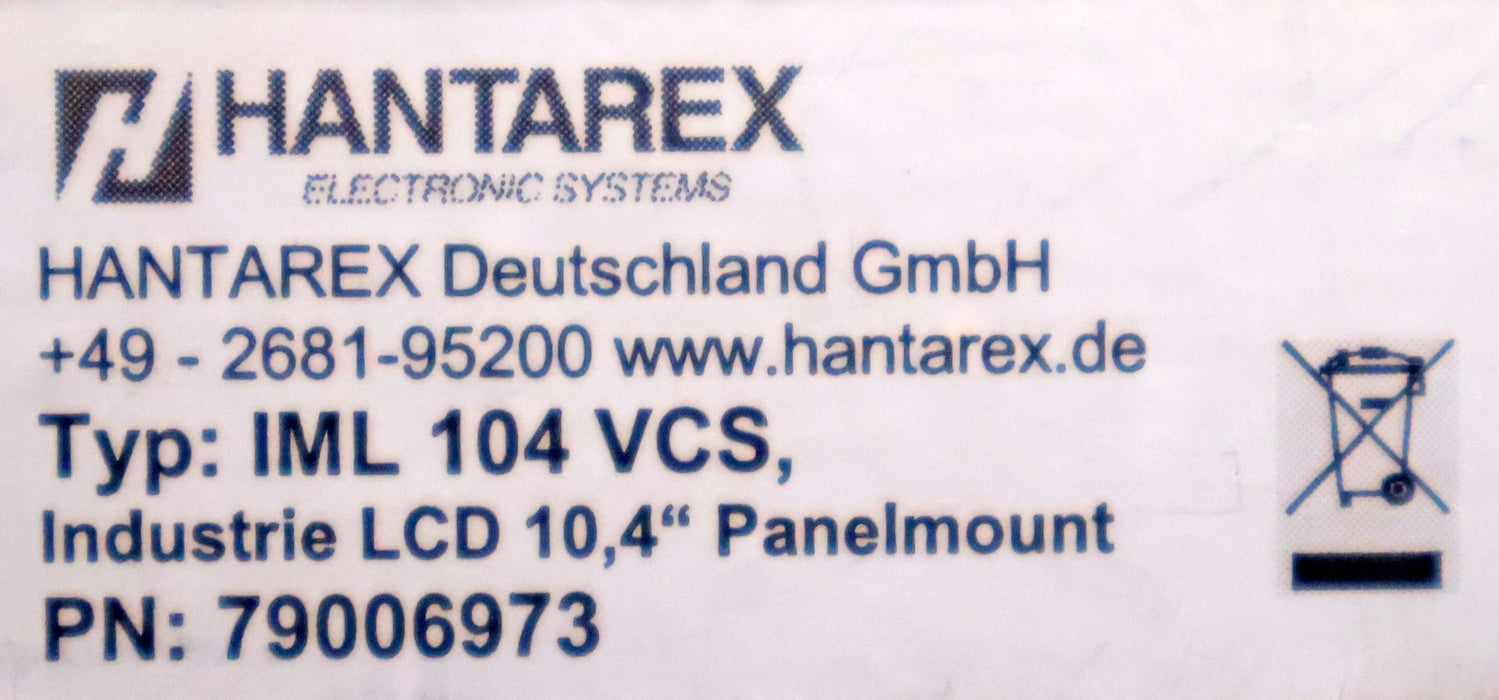 HANTAREX
ELECTRONIC SYSTEMS
HANTAREX Deutschland GmbH
+49 - 2681-95200 www.hantarex.de
Typ: IML 104 VCS,
Industrie LCD 10,4“ Panelmount
PN: 79006973